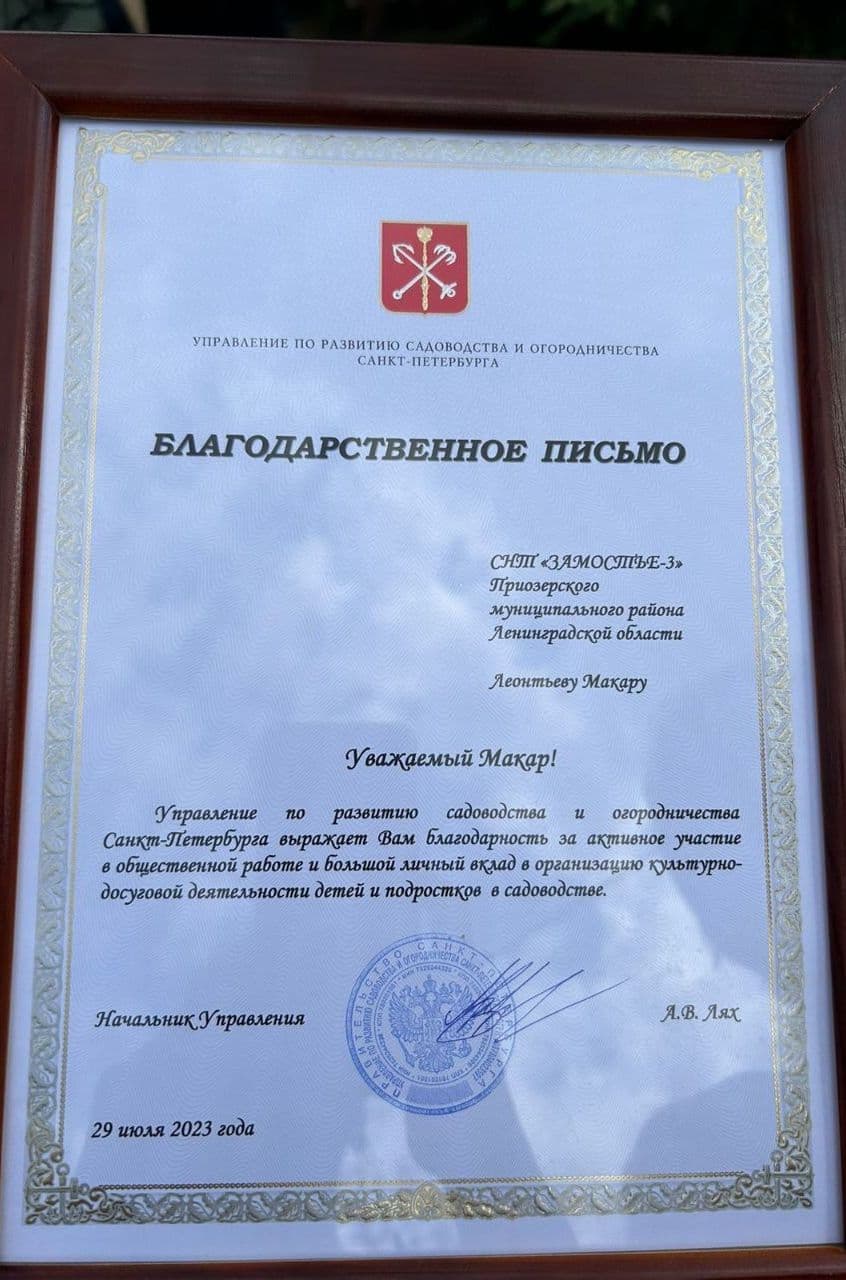 УПРАВЛЕНИЕ ПО РАЗВИТИЮ САДОВОДСТВА И ОГОРОДНИЧЕСТВА
САНКТ-ПЕТЕРБУРГА
БЛАГОДАРСТВЕННОЕ ПИСЬМО
СНТ «ЗАМОСТЬЕ-3»
Приозерского
муниципального района
Ленинградской области
Леонтьеву Макару
Уважаемый Макар!
Управление по развитию садоводства и огородничества
Санкт-Петербурга выражает Вам благодарность за активное участие
в общественной работе и большой личный вклад в организацию культурно-
досуговой деятельности детей и подростков в садоводстве.
Начальник Управления
А.В. Лях
29 июля 2023 года